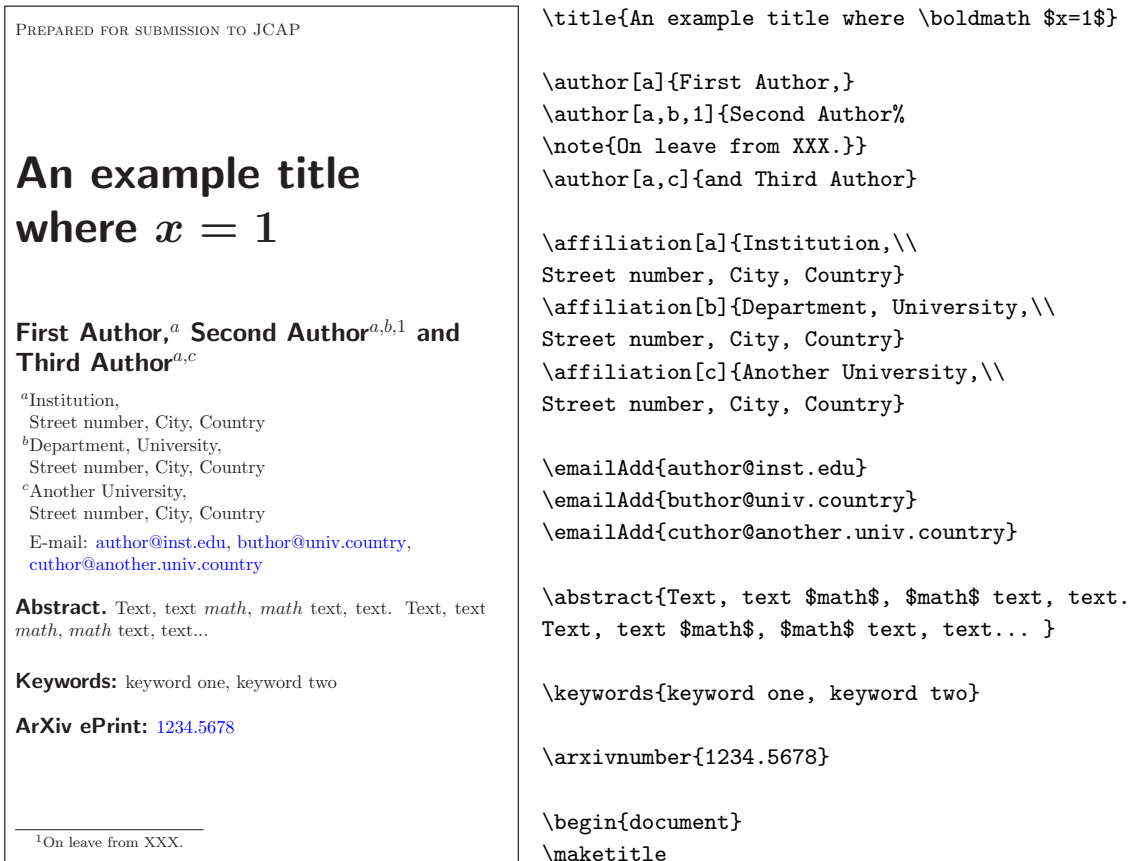 Prepared for submission to JCAP
An example title
where x = 1
First Author,a Second Author a,b,1 and
Third Author a,c
aInstitution,
Street number, City, Country
bDepartment, University,
Street number, City, Country
cAnother University,
Street number, City, Country
E-mail: author@inst.edu, buthor@univ.country,
cuthor@another.univ.country
Abstract. Text, text math, math text, text. Text, text
math, math text, text...
Keywords: keyword one, keyword two
ArXiv ePrint: 1234.5678
1On leave from XXX.
\title{An example title where \boldmath $x=1$}
\author[a]{First Author,}
\author[a,b,1]{Second Author%
\note{On leave from XXX.}}
\author[a,c]{and Third Author}
\affiliation[a]{Institution,\\
Street number, City, Country}
\affiliation[b]{Department, University,\\
Street number, City, Country}
\affiliation[c]{Another University,\\
Street number, City, Country}
\emailAdd{author@inst.edu}
\emailAdd{buthor@univ.country}
\emailAdd{cuthor@another.univ.country}
\abstract{Text, text $math$, $math$ text, text.
Text, text $math$, $math$ text, text... }
\keywords{keyword one, keyword two}
\arxivnumber{1234.5678}
\begin{document}
\maketitle